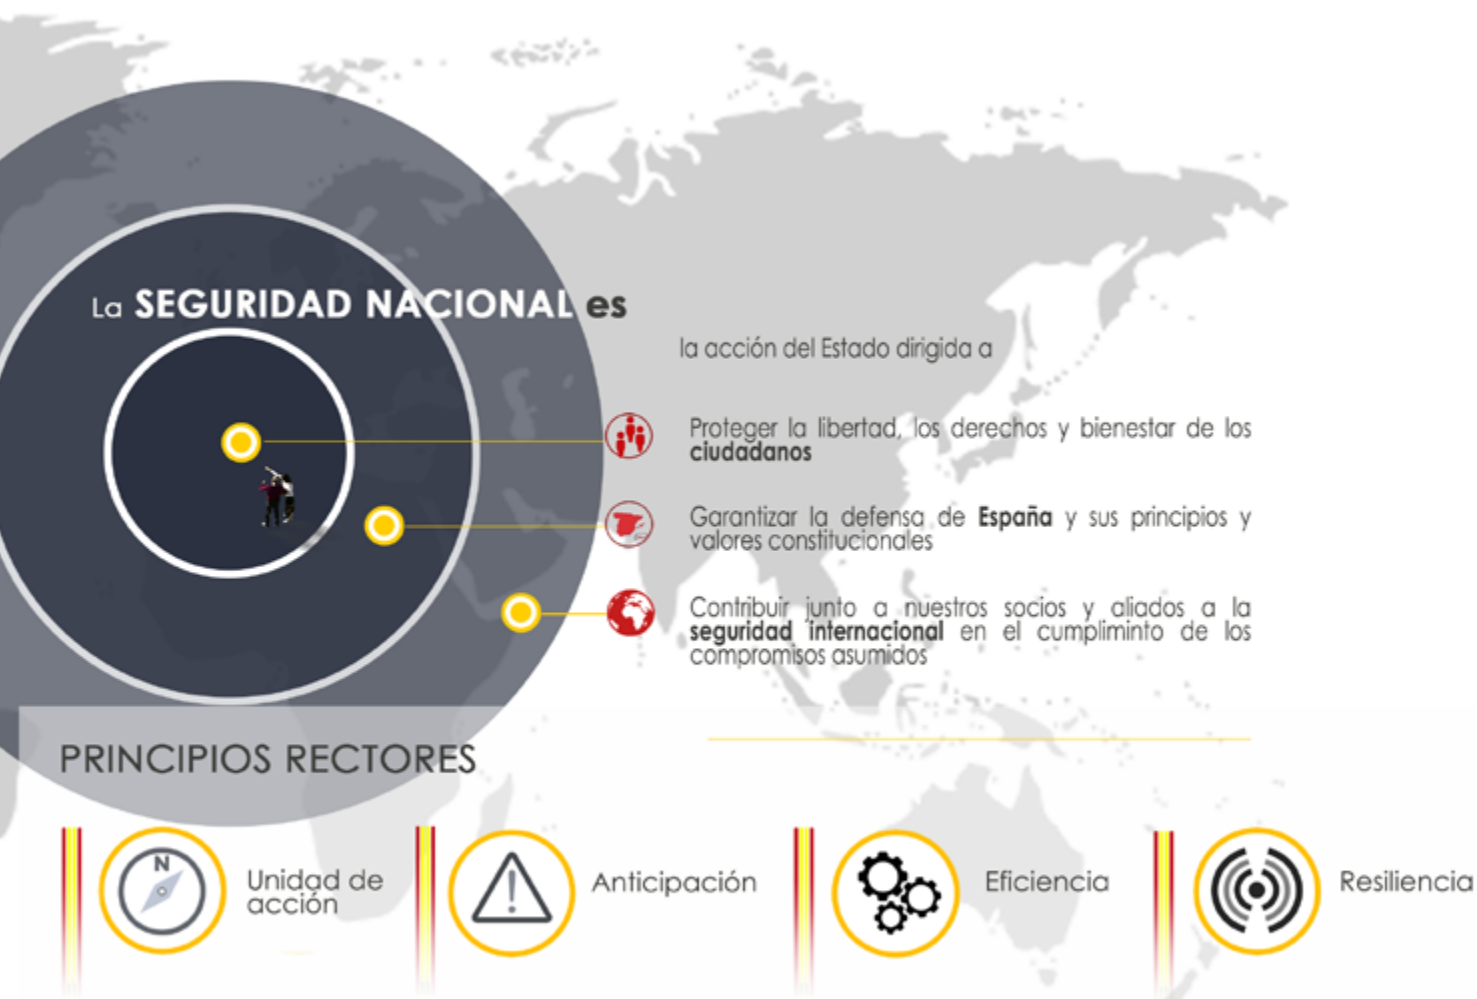 La SEGURIDAD NACIONAL es
la acción del Estado dirigida a
Proteger la libertad, los derechos y bienestar de los
ciudadanos
Garantizar la defensa de España y sus principios y
valores constitucionales
Contribuir junto a nuestros socios y aliados a la
seguridad internacional en el cumpliminto de los
compromisos asumidos
PRINCIPIOS RECTORES
N
Unidad de
acción
Anticipación
Eficiencia
Resiliencia